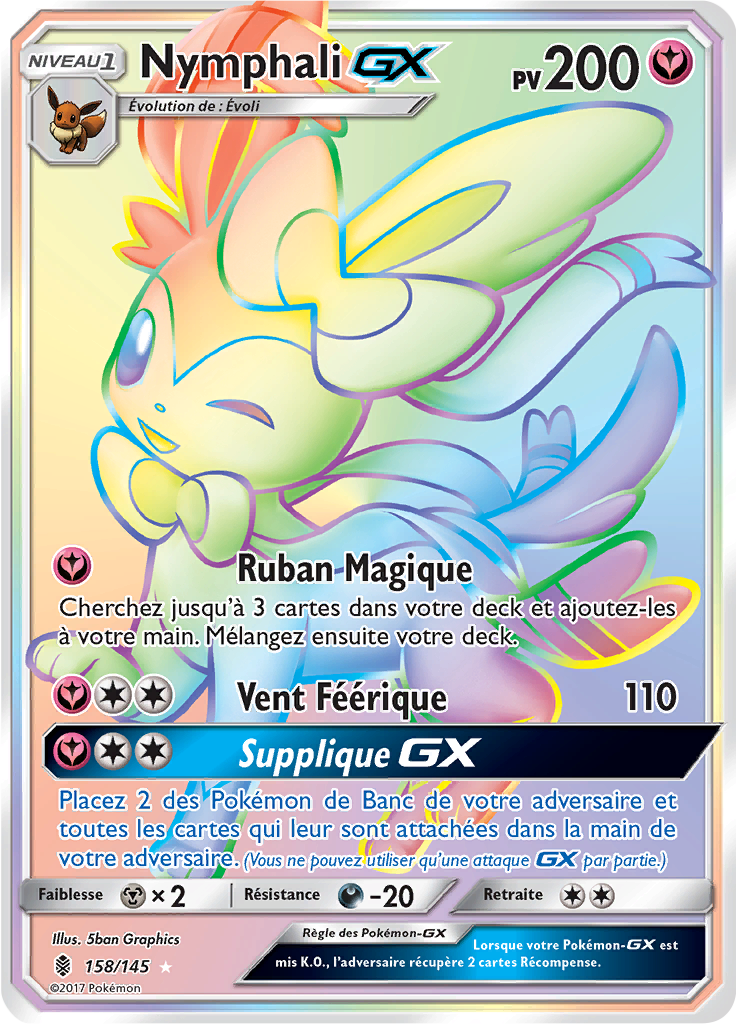 NIVEAU1
Nymphali GX
PV200
Évolution de : Évoli
Ruban Magique
Cherchez jusqu'à 3 cartes dans votre deck et ajoutez-les
à votre main. Mélangez ensuite votre deck.
Vent Féérique 110
Supplique GX
Placez 2 des Pokémon de Banc de votre adversaire et
toutes les cartes qui leur sont attachées dans la main de
votre adversaire. (Vous ne pouvez utiliser qu'une attaque GX par partie.)
Faiblesse ×2 Résistance -20 Retraite
Illus. 5ban Graphics
158/145
©2017 Pokémon
Règle des Pokémon-GX
Lorsque votre Pokémon-GX est
mis K.O., l'adversaire récupère 2 cartes Récompense.